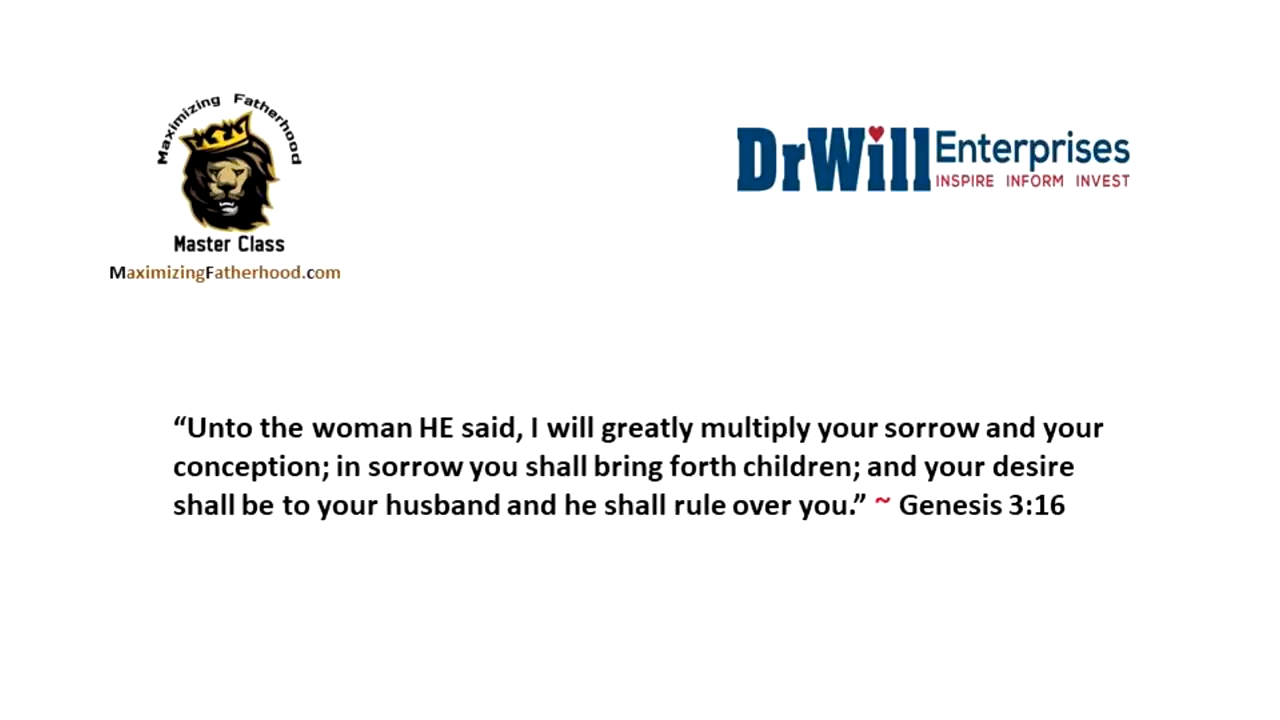 Maximizing Fatherhood
Master Class
MaximizingFatherhood.com
DrWill Enterprises
INSPIRE INFORM INVEST
“Unto the woman HE said, I will greatly multiply your sorrow and your
conception; in sorrow you shall bring forth children; and your desire
shall be to your husband and he shall rule over you.” ~ Genesis 3:16